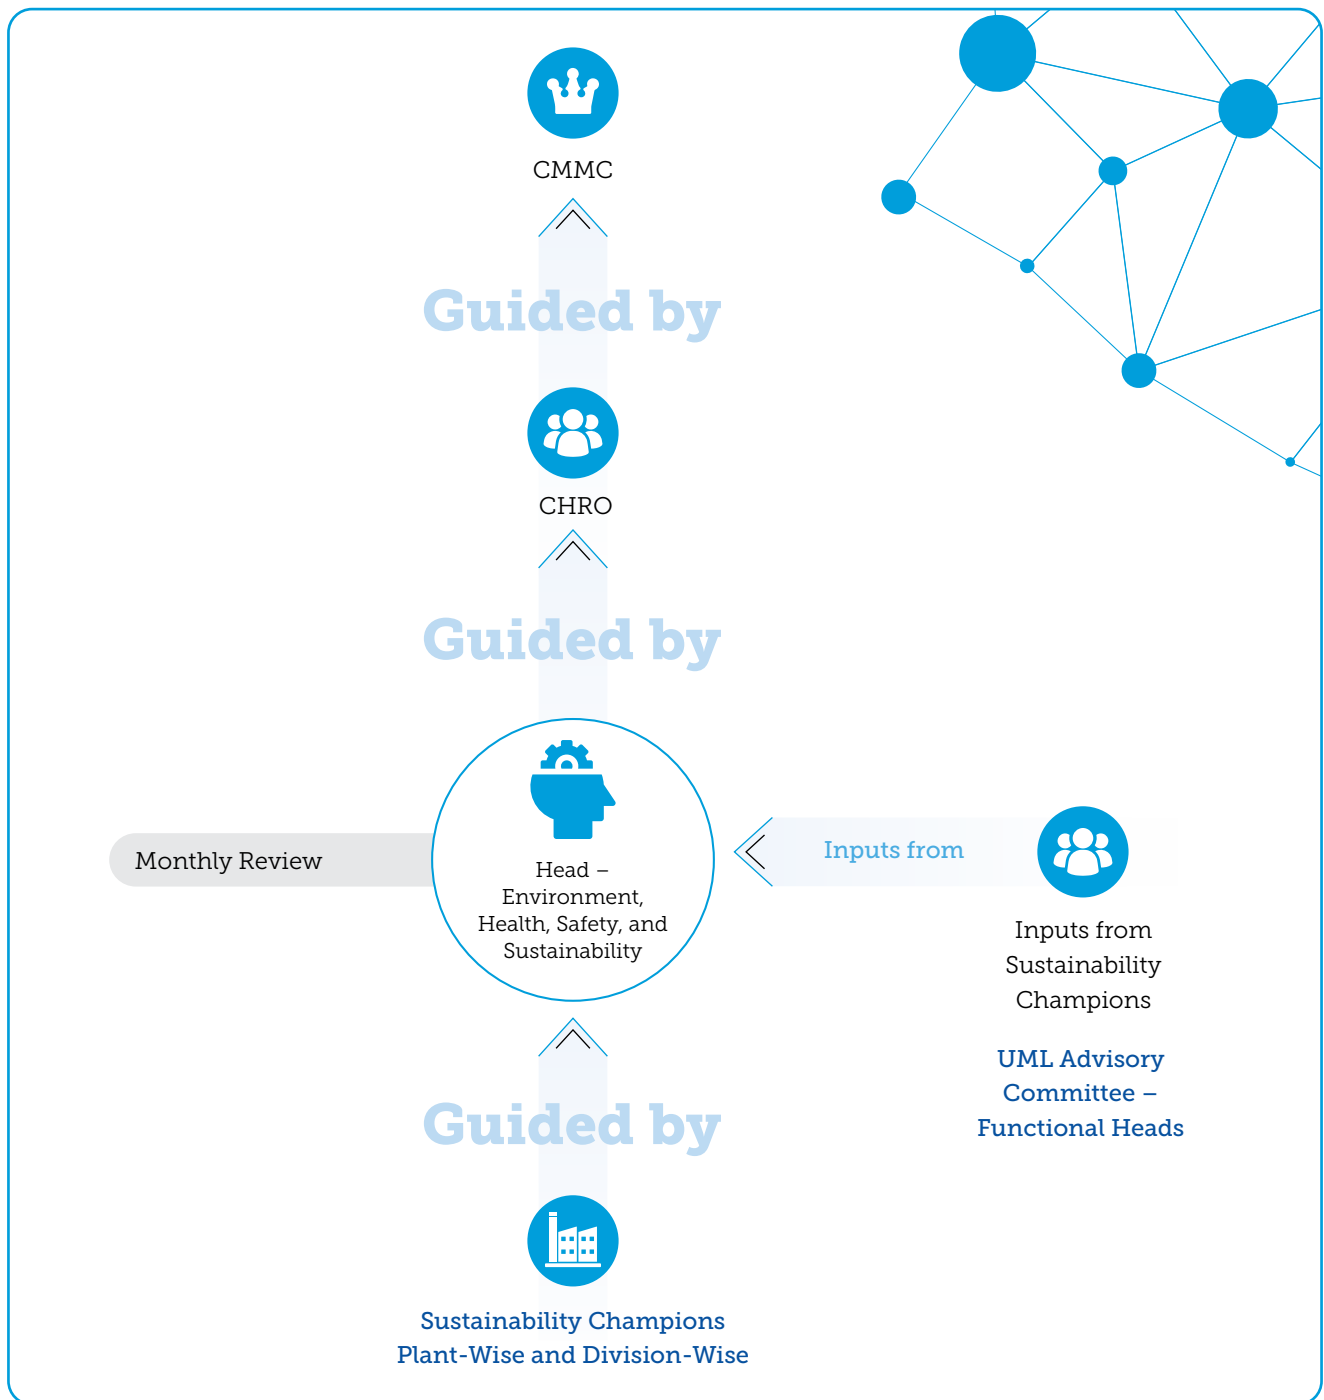 CMMC
Guided by
CHRO
Guided by
Monthly Review
Head –
Environment,
Health, Safety, and
Sustainability
Inputs from
Inputs from
Sustainability
Champions
UML Advisory
Committee –
Functional Heads
Guided by
Sustainability Champions
Plant-Wise and Division-Wise